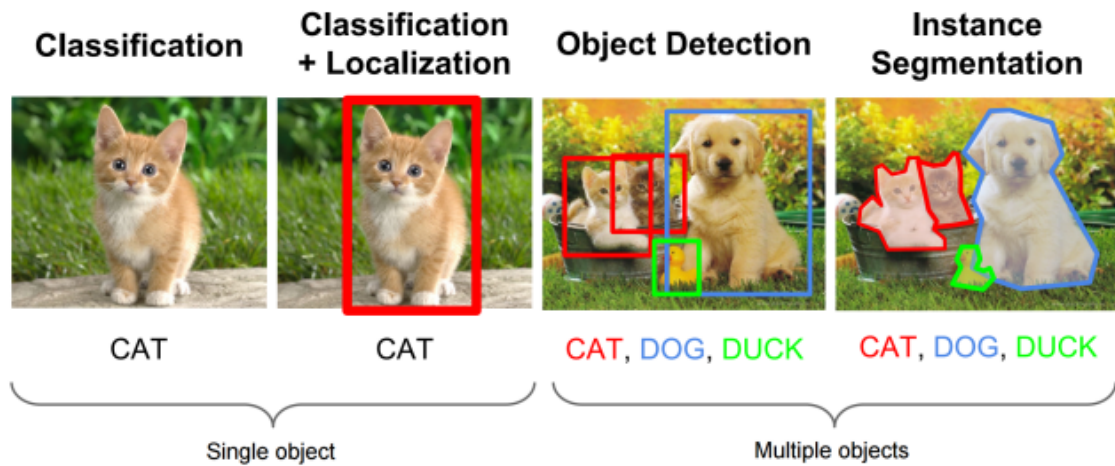 Classification
Classification
+ Localization
Object Detection
Instance
Segmentation
CAT
CAT
CAT, DOG, DUCK
CAT, DOG, DUCK
Single object
Multiple objects